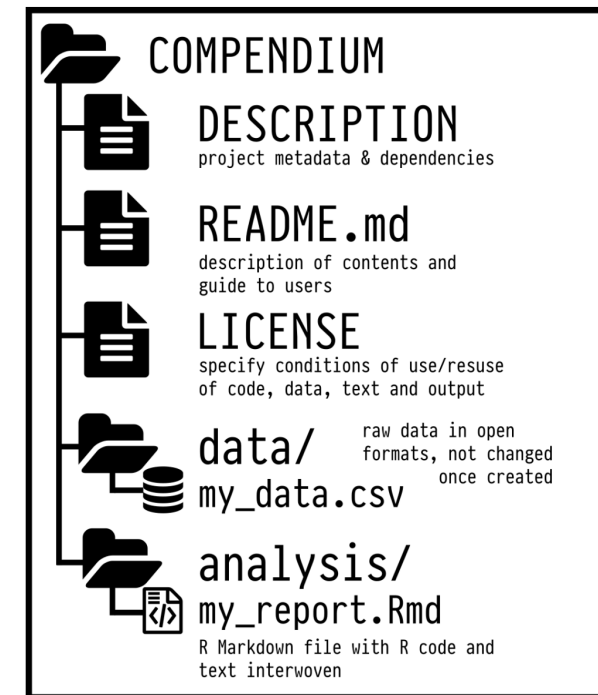 COMPENDIUM
DESCRIPTION
project metadata & dependencies
README.md
description of contents and
guide to users
LICENSE
specify conditions of use/resuse
of code, data, text and output
data/
raw data in open
formats, not changed
once created
my_data.csv
analysis/
my_report.Rmd
R Markdown file with R code and
text interwoven